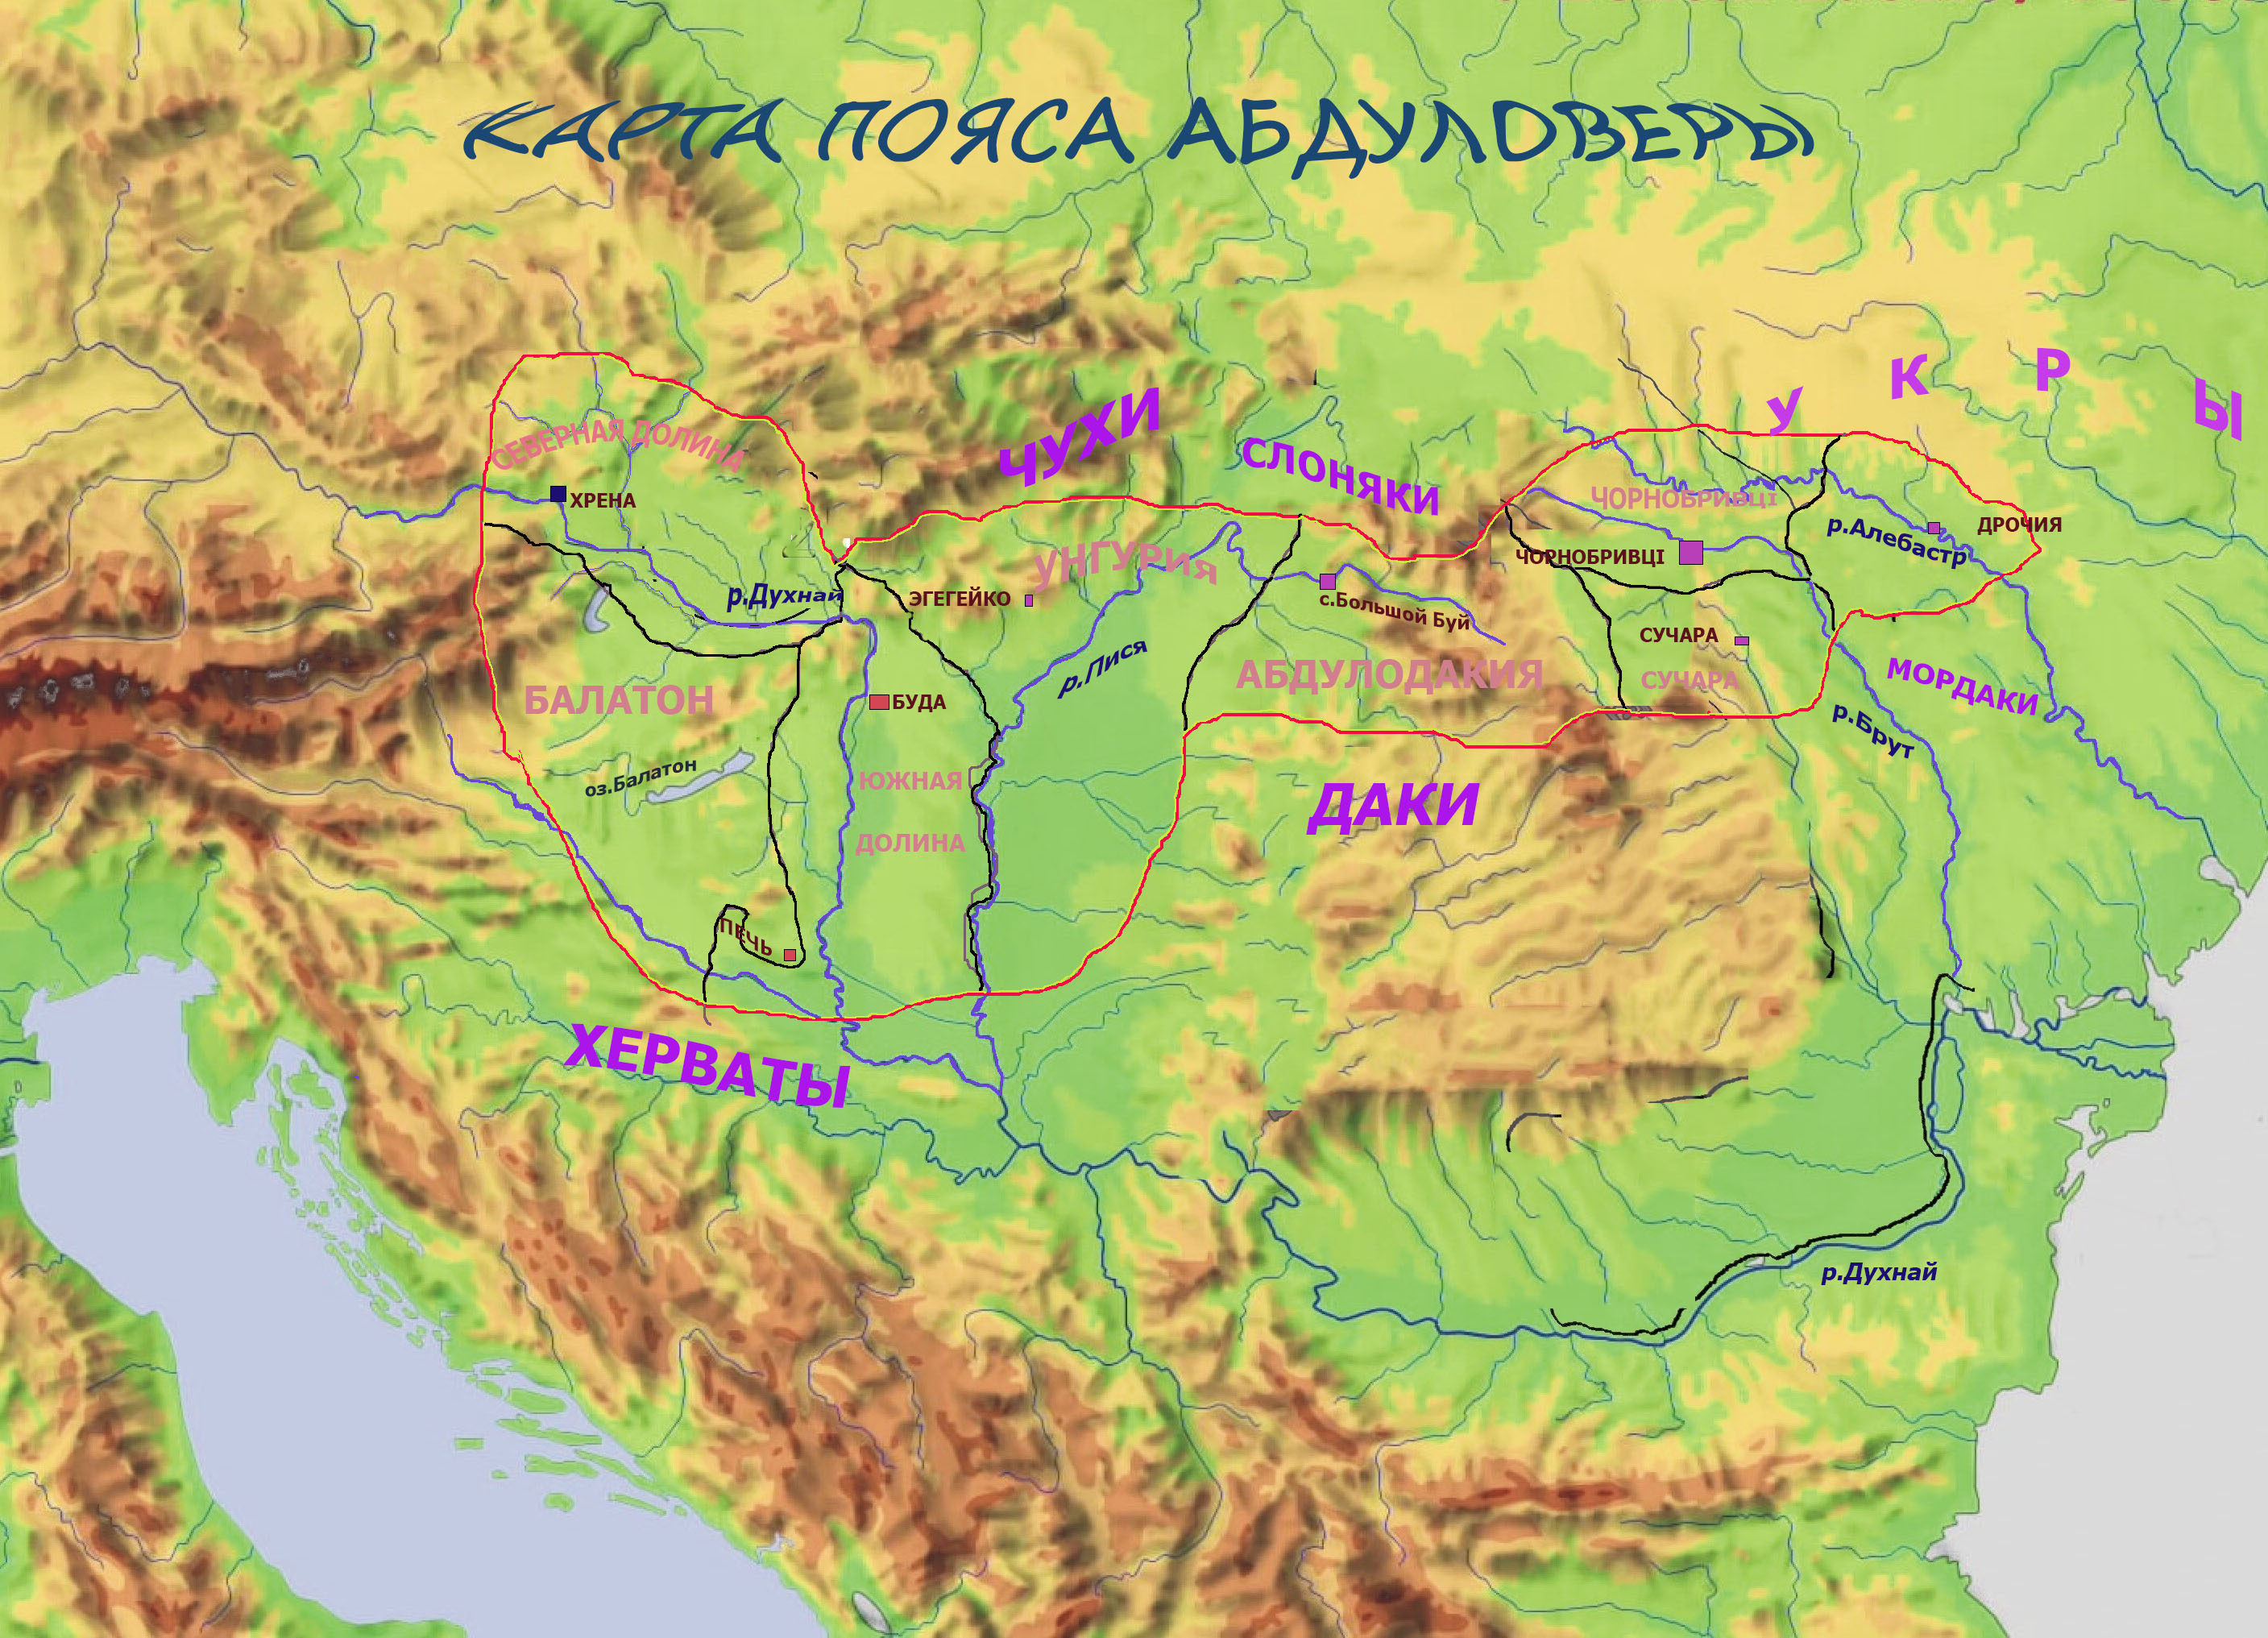 КАРТА ПОЯСА АБДУЛОВЕРЫ
УКРЫ
ЧУХИ
СЛОНЯКИ
СЕВЕРНАЯ ДОЛИНА
ХРЕНА
ЧОРНОБРИВЦІ
р.Алебастр
ДРОЧИЯ
УНГУРИЯ
ЧОРНОБРИВЦІ
р.Духнай
ЭГЕГЕЙКО
с.Большой Буй
СУЧАРА
р.Пися
АБДУЛОДАКИЯ
СУЧАРА
МОРДАКИ
БАЛАТОН
БУДА
р.Брут
оз.Балатон
ЮЖНАЯ
ДОЛИНА
ДАКИ
ПЕЧЬ
ХЕРВАТЫ
р.Духнай